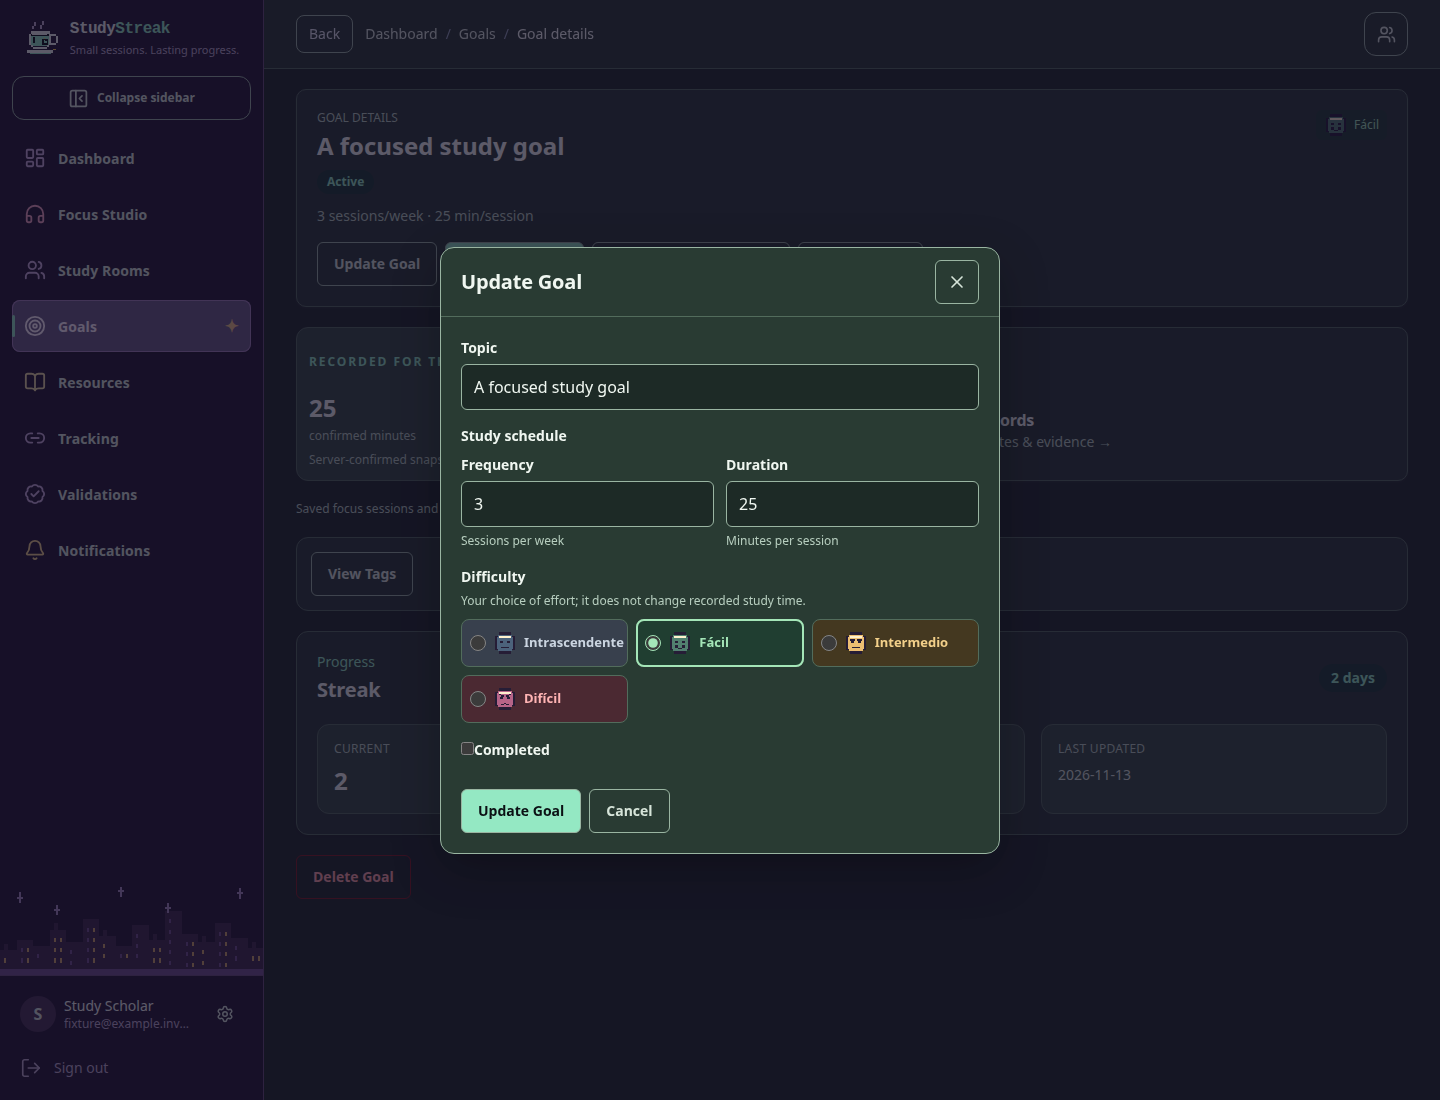 StudyStreak
Small sessions. Lasting progress.
Collapse sidebar
Dashboard
Focus Studio
Study Rooms
Goals
Resources
Tracking
Validations
Notifications
S
Study Scholar
fixture@example.inv...
Sign out
Back
Dashboard / Goals / Goal details
GOAL DETAILS
A focused study goal
Fácil
Active
3 sessions/week · 25 min/session
Update Goal
RECORDED FOR
25
confirmed minutes
Server-confirmed
ords
tes & evidence →
Saved focus sessions and
View Tags
Progress
Streak
2 days
CURRENT
2
LAST UPDATED
2026-11-13
Delete Goal
Update Goal
Topic
A focused study goal
Study schedule
Frequency
Duration
3
25
Sessions per week
Minutes per session
Difficulty
Your choice of effort; it does not change recorded study time.
Intrascendente
Fácil
Intermedio
Difícil
Completed
Update Goal
Cancel